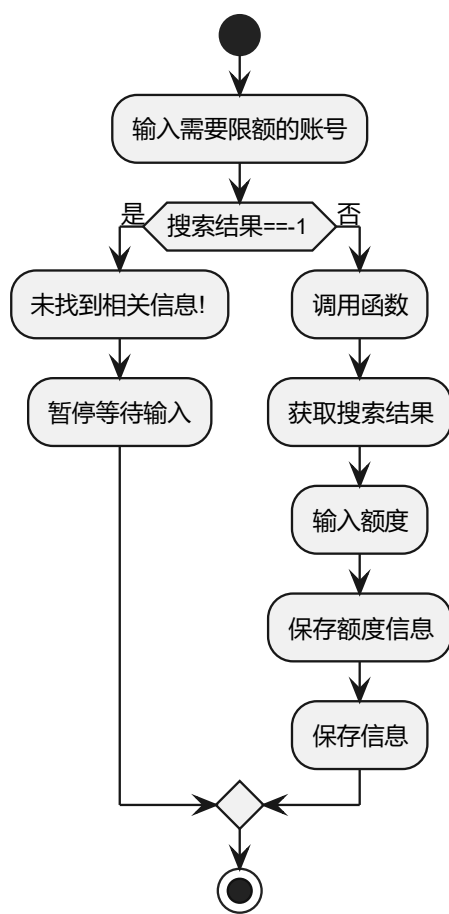 输入需要限额的账号
是
搜索结果==-1
否
未找到相关信息!
调用函数
暂停等待输入
获取搜索结果
输入额度
保存额度信息
保存信息